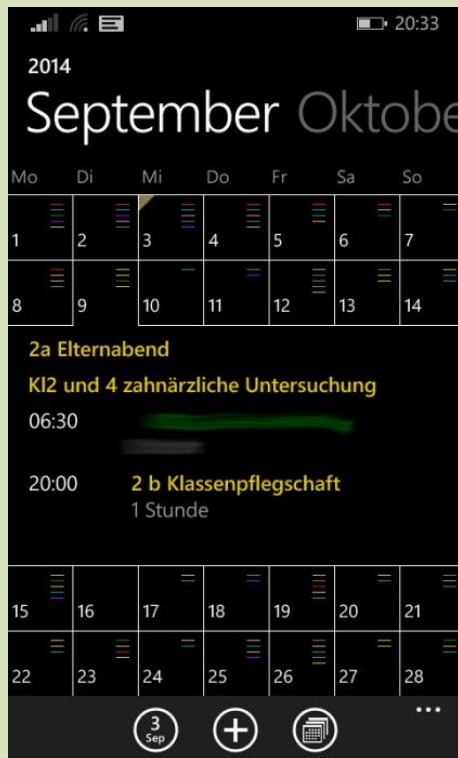 20:33
2014
September Oktobe
Mo Di Mi Do Fr Sa So
1 2 3 4 5 6 7
8 9 10 11 12 13 14
2a Elternabend
Kl2 und 4 zahnärzliche Untersuchung
06:30
20:00 2 b Klassenpflegschaft
1 Stunde
15 16 17 18 19 20 21
22 23 24 25 26 27 28
3
Sep